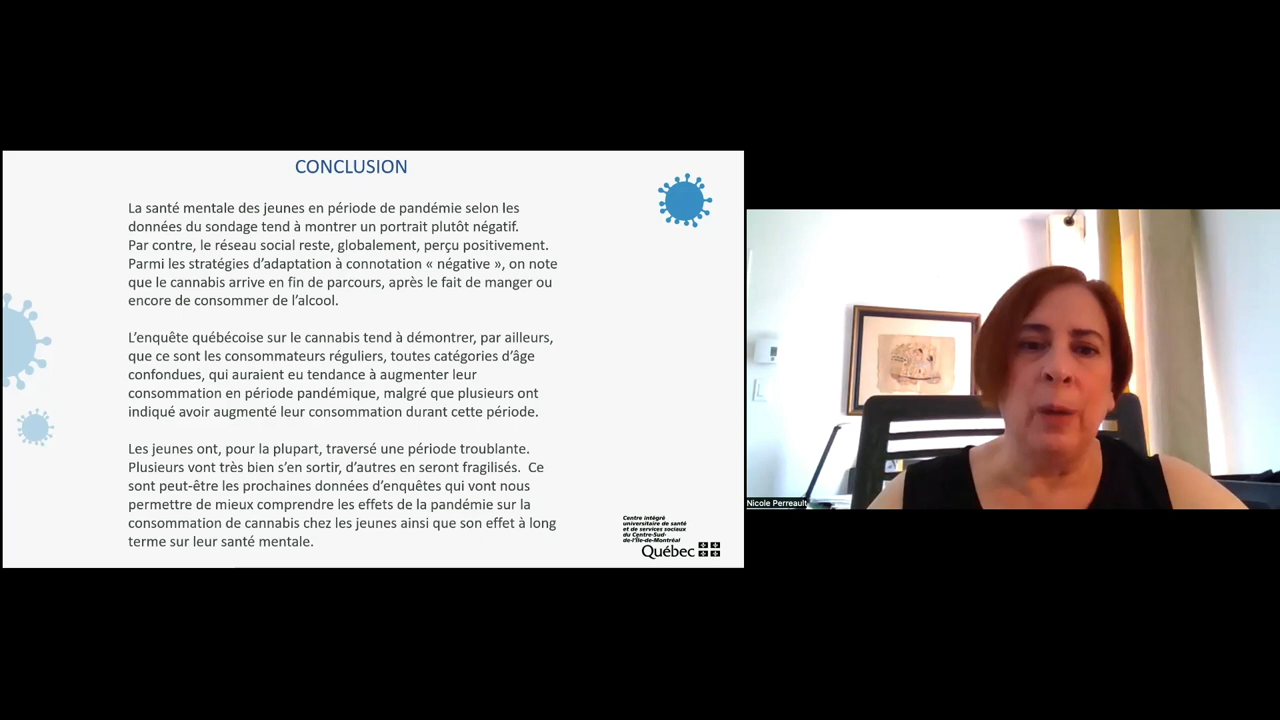 CONCLUSION
La santé mentale des jeunes en période de pandémie selon les
données du sondage tend à montrer un portrait plutôt négatif.
Par contre, le réseau social reste, globalement, perçu positivement.
Parmi les stratégies d'adaptation à connotation « négative », on note
que le cannabis arrive en fin de parcours, après le fait de manger ou
encore de consommer de l'alcool.
L'enquête québécoise sur le cannabis tend à démontrer, par ailleurs,
que ce sont les consommateurs réguliers, toutes catégories d'âge
confondues, qui auraient eu tendance à augmenter leur
consommation en période pandémique, malgré que plusieurs ont
indiqué avoir augmenté leur consommation durant cette période.
Les jeunes ont, pour la plupart, traversé une période troublante.
Plusieurs vont très bien s'en sortir, d'autres en seront fragilisés. Ce
sont peut-être les prochaines données d'enquêtes qui vont nous
permettre de mieux comprendre les effets de la pandémie sur la
consommation de cannabis chez les jeunes ainsi que son effet à long
terme sur leur santé mentale.
Centre intégré
universitaire de santé
et de services sociaux
du Centre-Sud-
de-l'Île-de-Montréal
Québec
Nicole Perreault